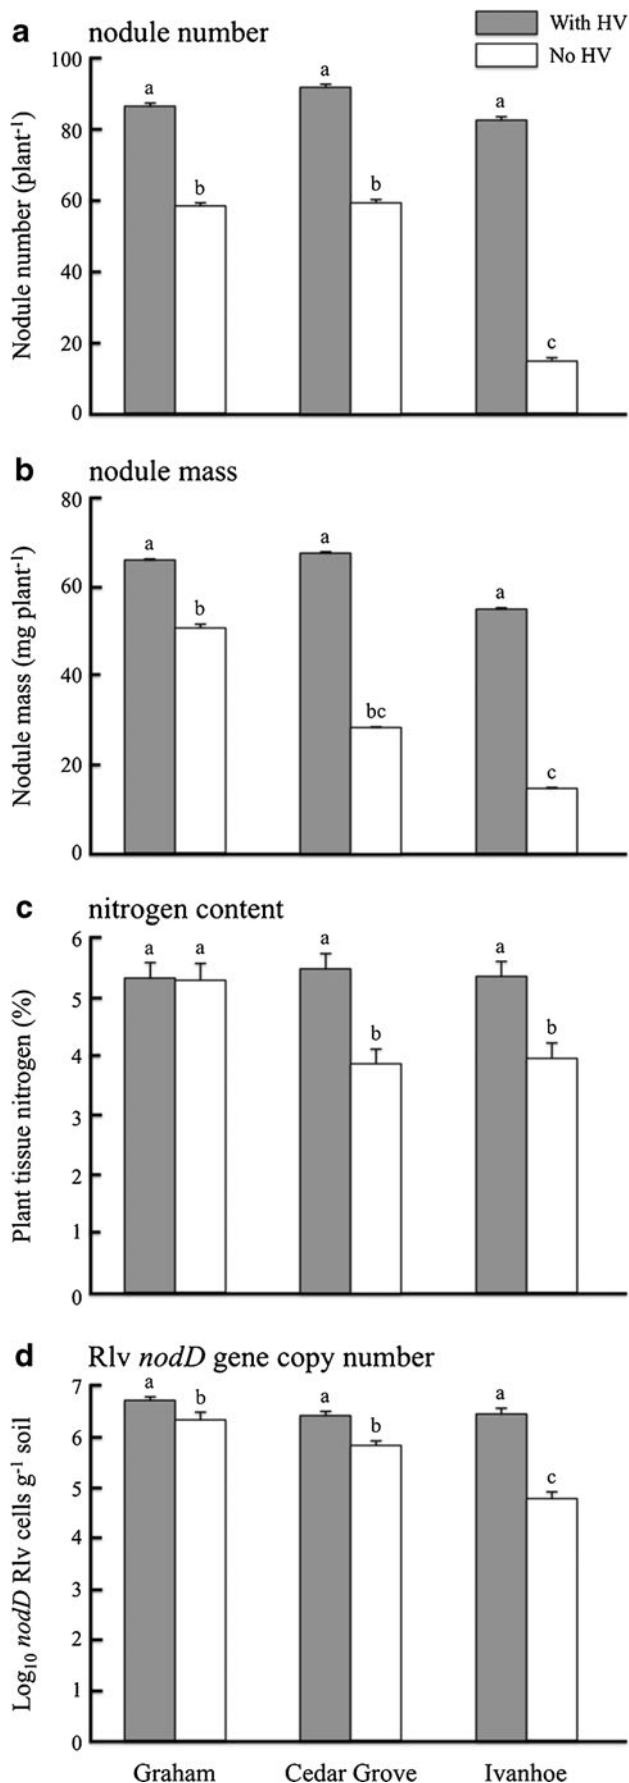 a nodule number
With HV
No HV
Nodule number (plant⁻¹)
100
80
60
40
20
0
a
b
a
b
a
c
b nodule mass
Nodule mass (mg plant⁻¹)
80
60
40
20
0
a
b
a
bc
a
c
c nitrogen content
Plant tissue nitrogen (%)
6
5
4
3
2
1
0
a
a
a
b
a
b
d Rlv nodD gene copy number
Log₁₀ nodD Rlv cells g⁻¹ soil
7
6
5
4
3
2
1
0
a
b
a
b
a
c
Graham Cedar Grove Ivanhoe